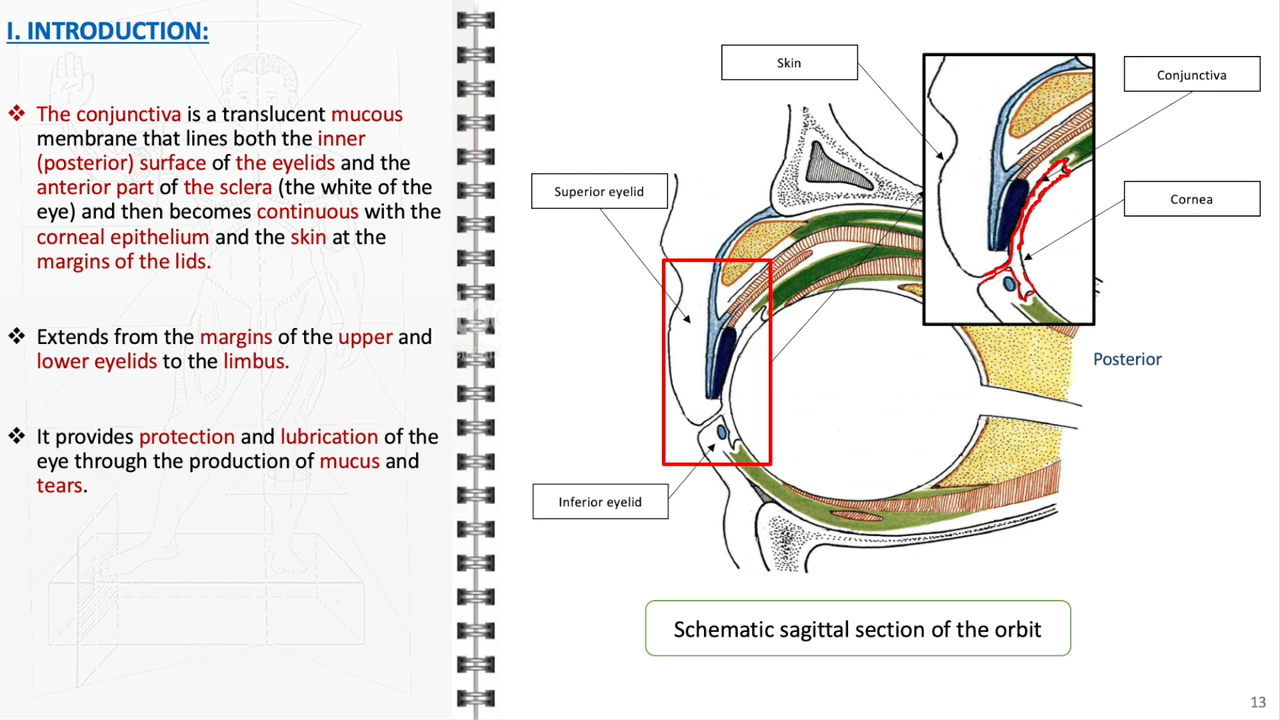 I. INTRODUCTION:
❖ The conjunctiva is a translucent mucous
membrane that lines both the inner
(posterior) surface of the eyelids and the
anterior part of the sclera (the white of the
eye) and then becomes continuous with the
corneal epithelium and the skin at the
margins of the lids.
❖ Extends from the margins of the upper and
lower eyelids to the limbus.
❖ It provides protection and lubrication of the
eye through the production of mucus and
tears.
Skin
Conjunctiva
Superior eyelid
Cornea
Posterior
Inferior eyelid
Schematic sagittal section of the orbit
13